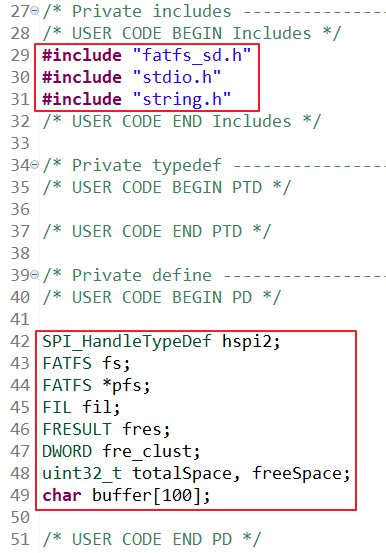 27 /* Private includes -----------
28 /* USER CODE BEGIN Includes */
29 #include "fatfs_sd.h"
30 #include "stdio.h"
31 #include "string.h"
32 /* USER CODE END Includes */
33
34 /* Private typedef ------------
35 /* USER CODE BEGIN PTD */
36
37 /* USER CODE END PTD */
38
39 /* Private define -------------
40 /* USER CODE BEGIN PD */
41
42 SPI_HandleTypeDef hspi2;
43 FATFS fs;
44 FATFS *pfs;
45 FIL fil;
46 FRESULT fres;
47 DWORD fre_clust;
48 uint32_t totalSpace, freeSpace;
49 char buffer[100];
50
51 /* USER CODE END PD */